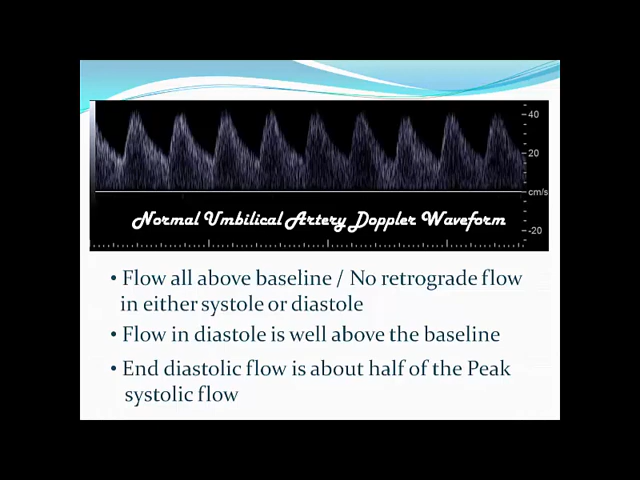 40
20
cm/s
-20
Normal Umbilical Artery Doppler Waveform
• Flow all above baseline / No retrograde flow
in either systole or diastole
• Flow in diastole is well above the baseline
• End diastolic flow is about half of the Peak
systolic flow